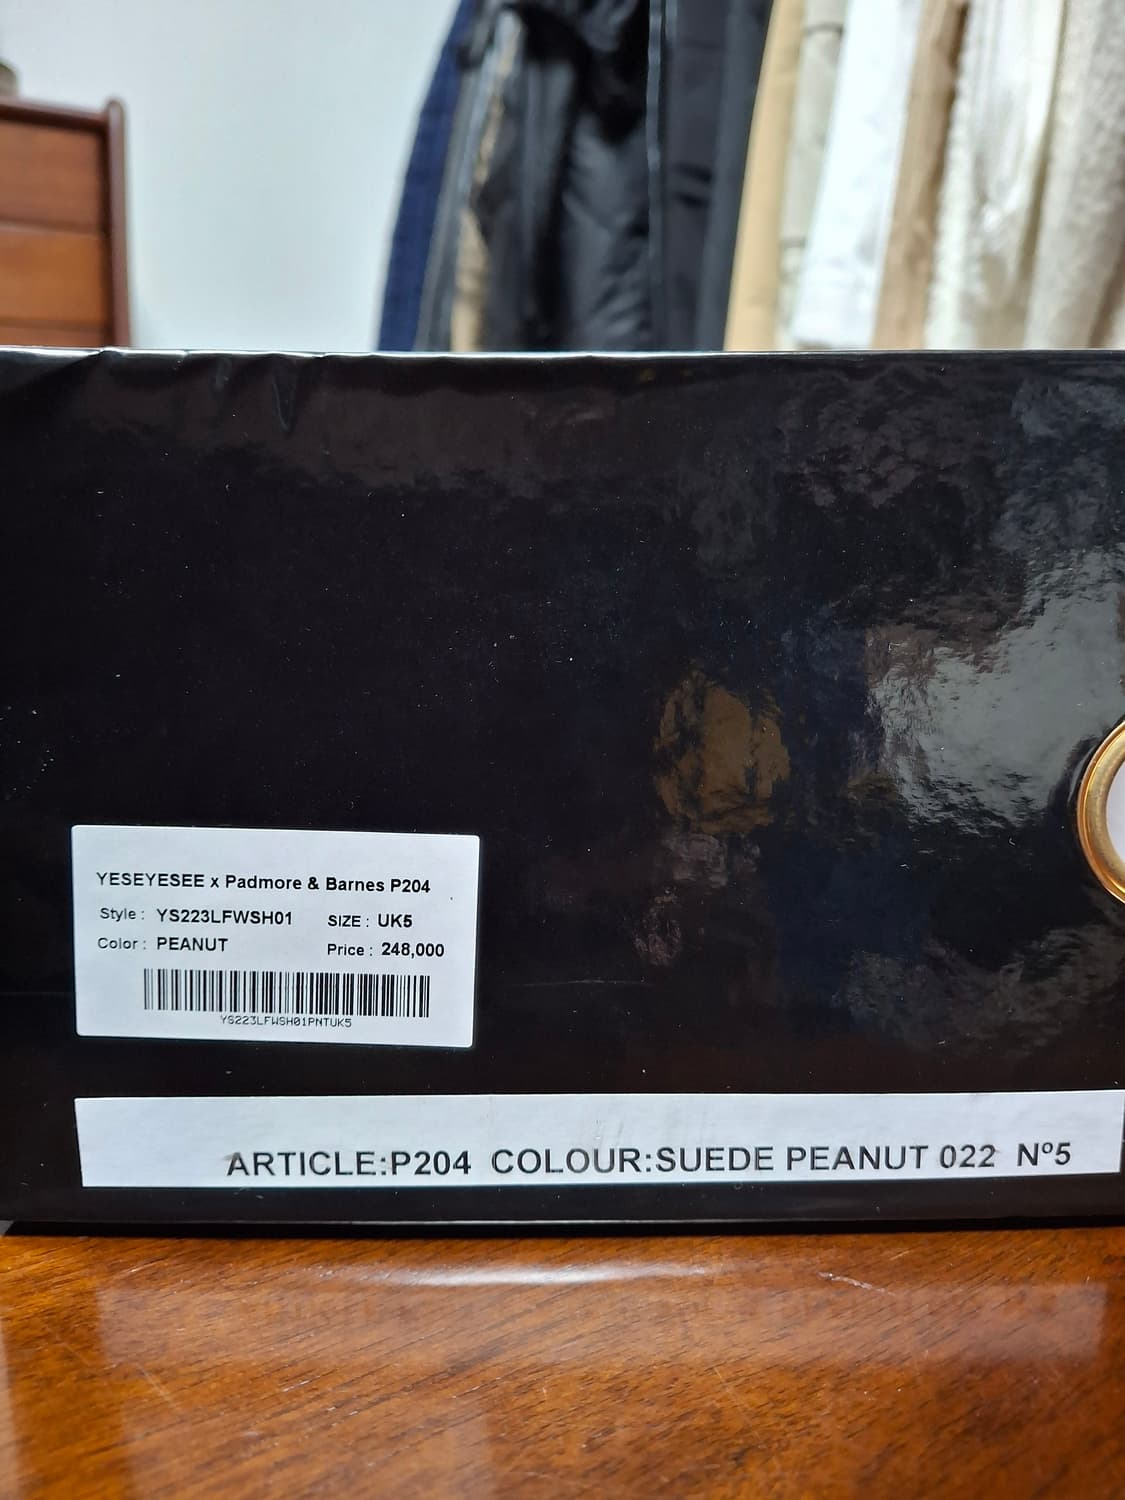 YESEYESEE x Padmore & Barnes P204
Style : YS223LFWSH01 SIZE : UK5
Color : PEANUT Price : 248,000
YS223LFWSH01PNTUK5
ARTICLE:P204 COLOUR:SUEDE PEANUT 022 Nº5